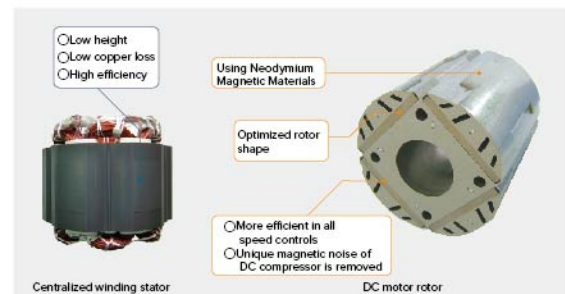 ○Low height
○Low copper loss
○High efficiency
Using Neodymium
Magnetic Materials
Optimized rotor
shape
○More efficient in all
speed controls
○Unique magnetic noise of
DC compressor is removed
Centralized winding stator
DC motor rotor